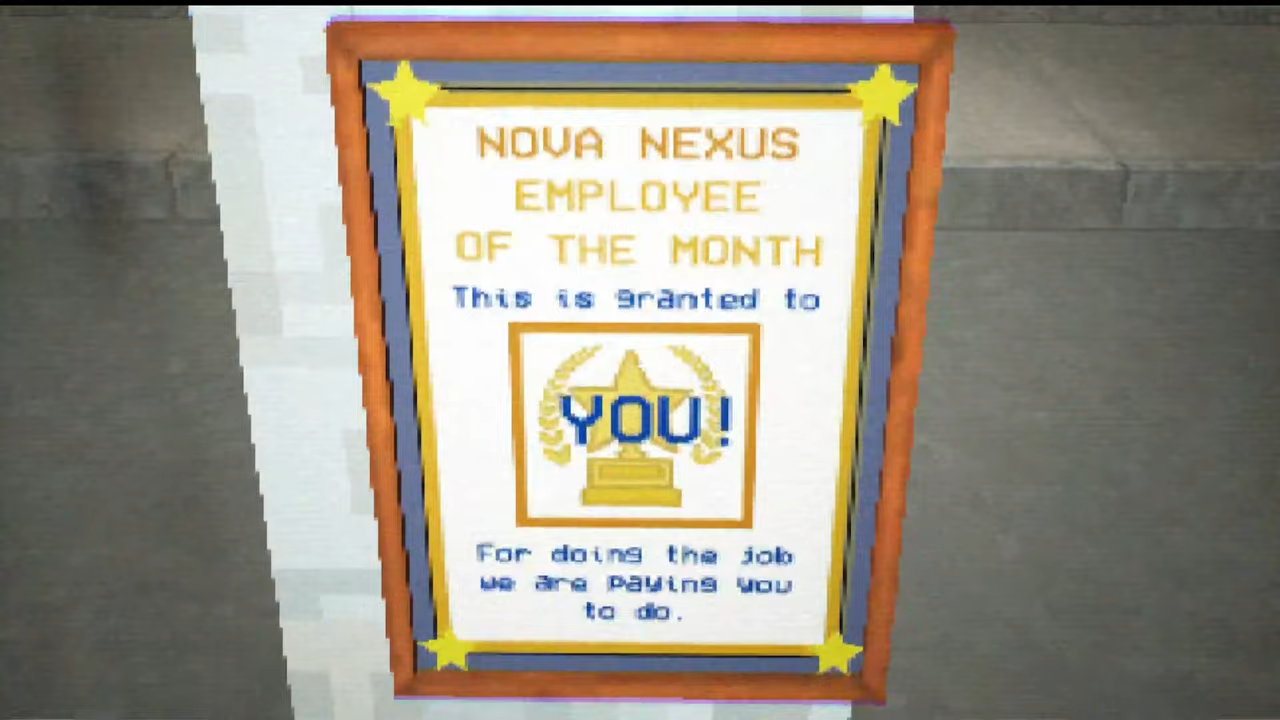 NOVA NEXUS
EMPLOYEE
OF THE MONTH
This is granted to
YOU!
For doing the job
we are paying you
to do.